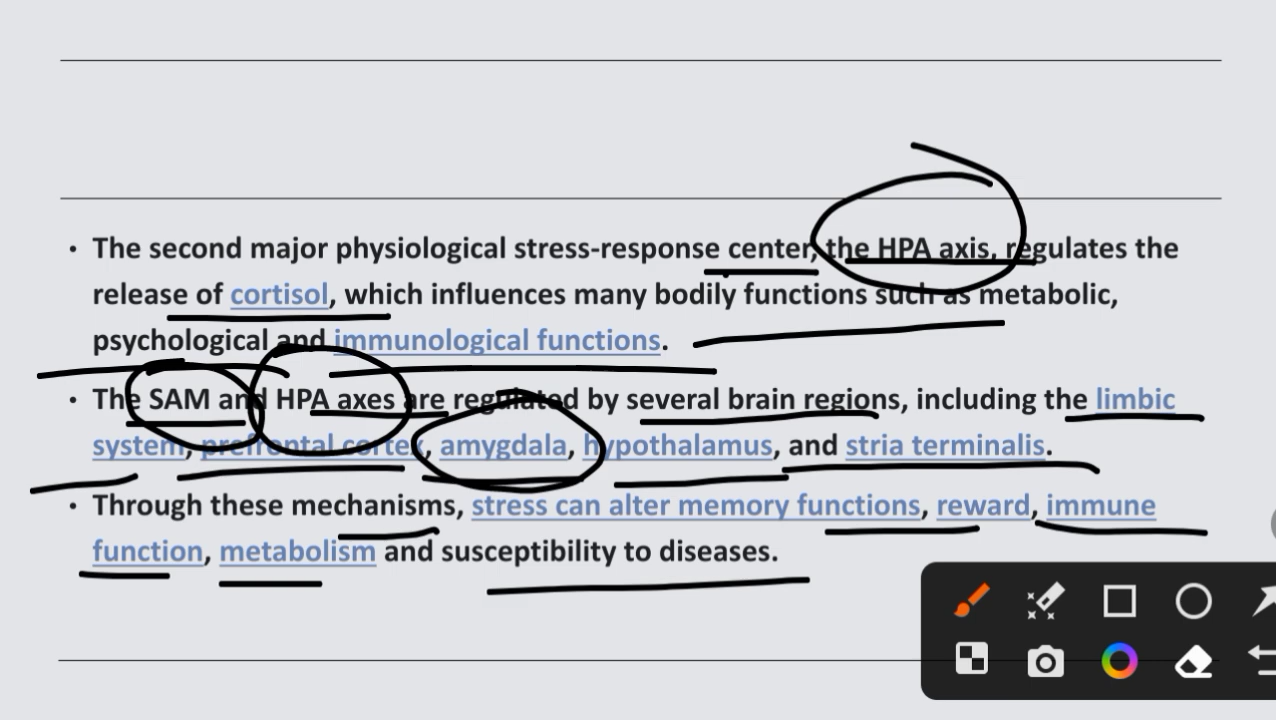 • The second major physiological stress-response center, the HPA axis, regulates the
release of cortisol, which influences many bodily functions such as metabolic,
psychological and immunological functions.
• The SAM and HPA axes are regulated by several brain regions, including the limbic
system, prefrontal cortex, amygdala, hypothalamus, and stria terminalis.
• Through these mechanisms, stress can alter memory functions, reward, immune
function, metabolism and susceptibility to diseases.